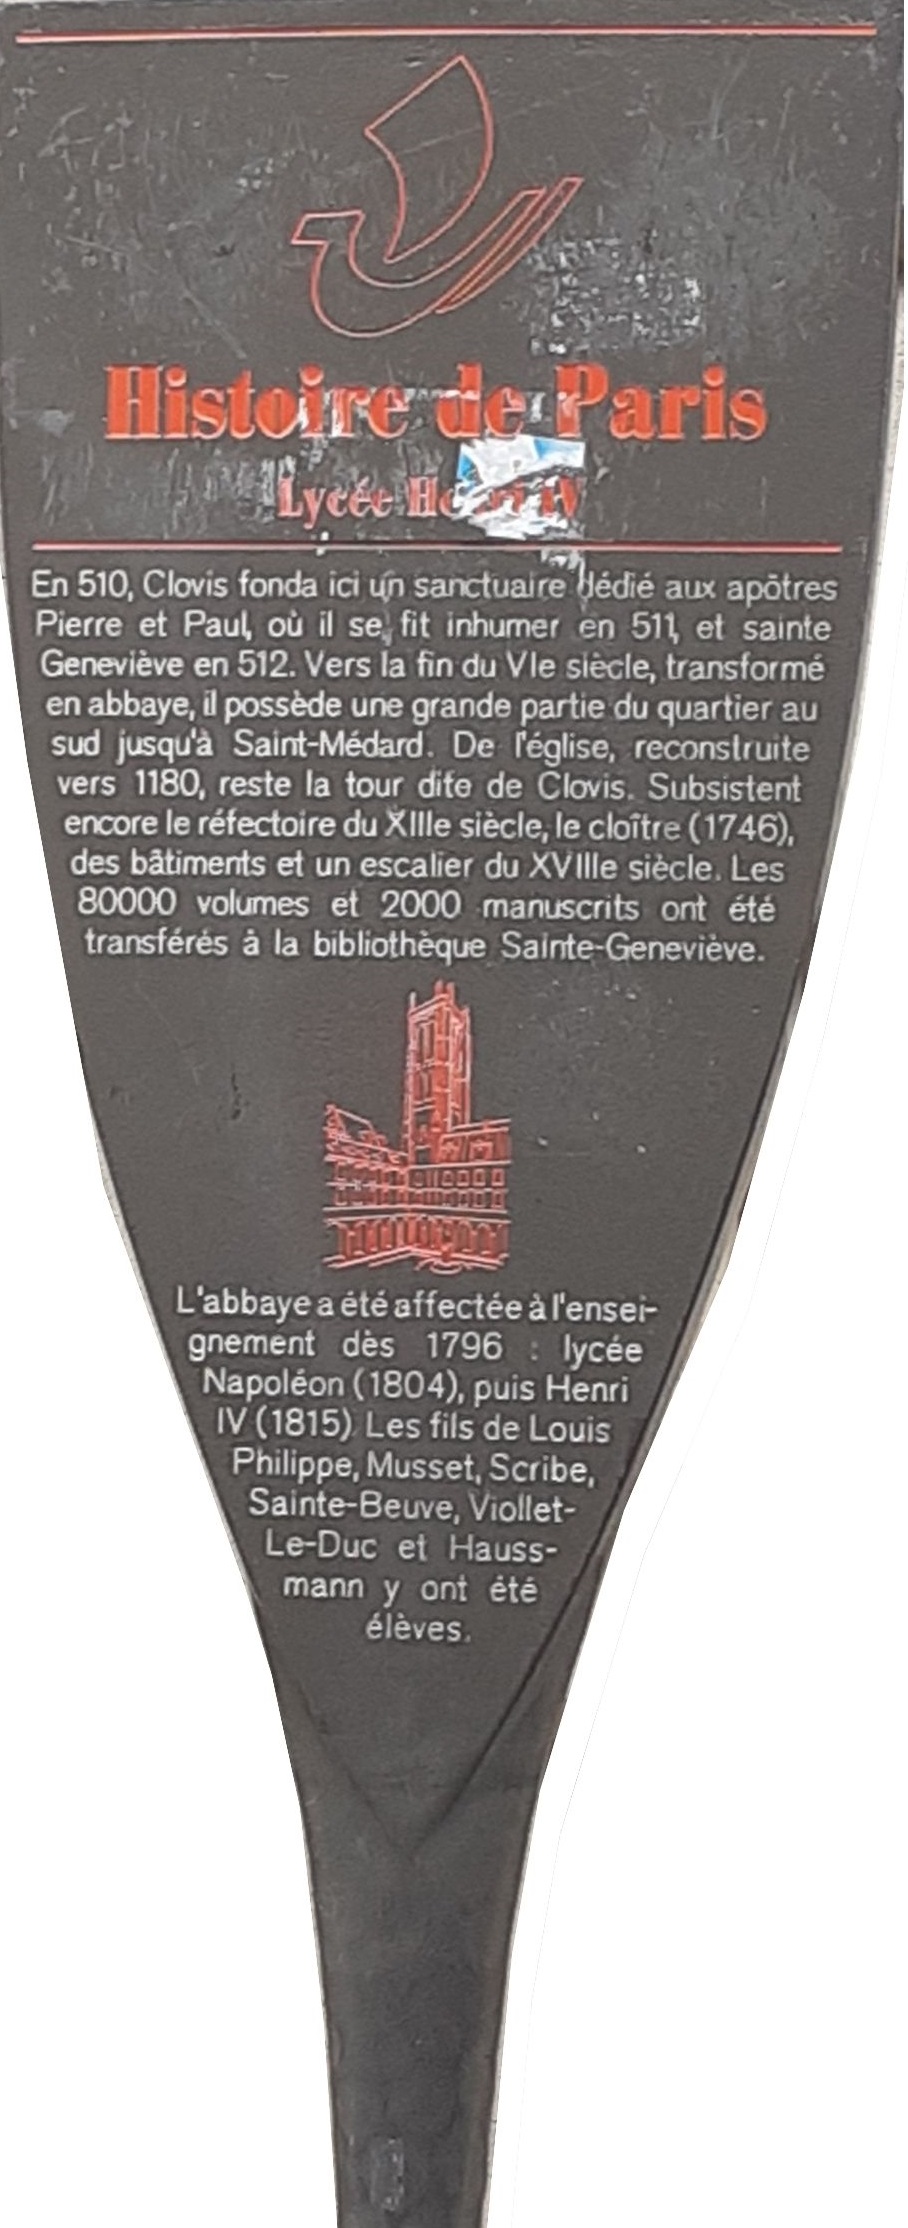 Histoire de Paris
Lycée Henri IV
En 510, Clovis fonda ici un sanctuaire dédié aux apôtres
Pierre et Paul, où il se fit inhumer en 511, et sainte
Geneviève en 512. Vers la fin du VIe siècle, transformé
en abbaye, il possède une grande partie du quartier au
sud jusqu'à Saint-Médard. De l'église, reconstruite
vers 1180, reste la tour dite de Clovis. Subsistent
encore le réfectoire du XIIIe siècle, le cloître (1746),
des bâtiments et un escalier du XVIIIe siècle. Les
80000 volumes et 2000 manuscrits ont été
transférés à la bibliothèque Sainte-Geneviève.
L'abbaye a été affectée à l'ensei-
gnement dès 1796 : lycée
Napoléon (1804), puis Henri
IV (1815). Les fils de Louis
Philippe, Musset, Scribe,
Sainte-Beuve, Viollet-
Le-Duc et Hauss-
mann y ont été
élèves.